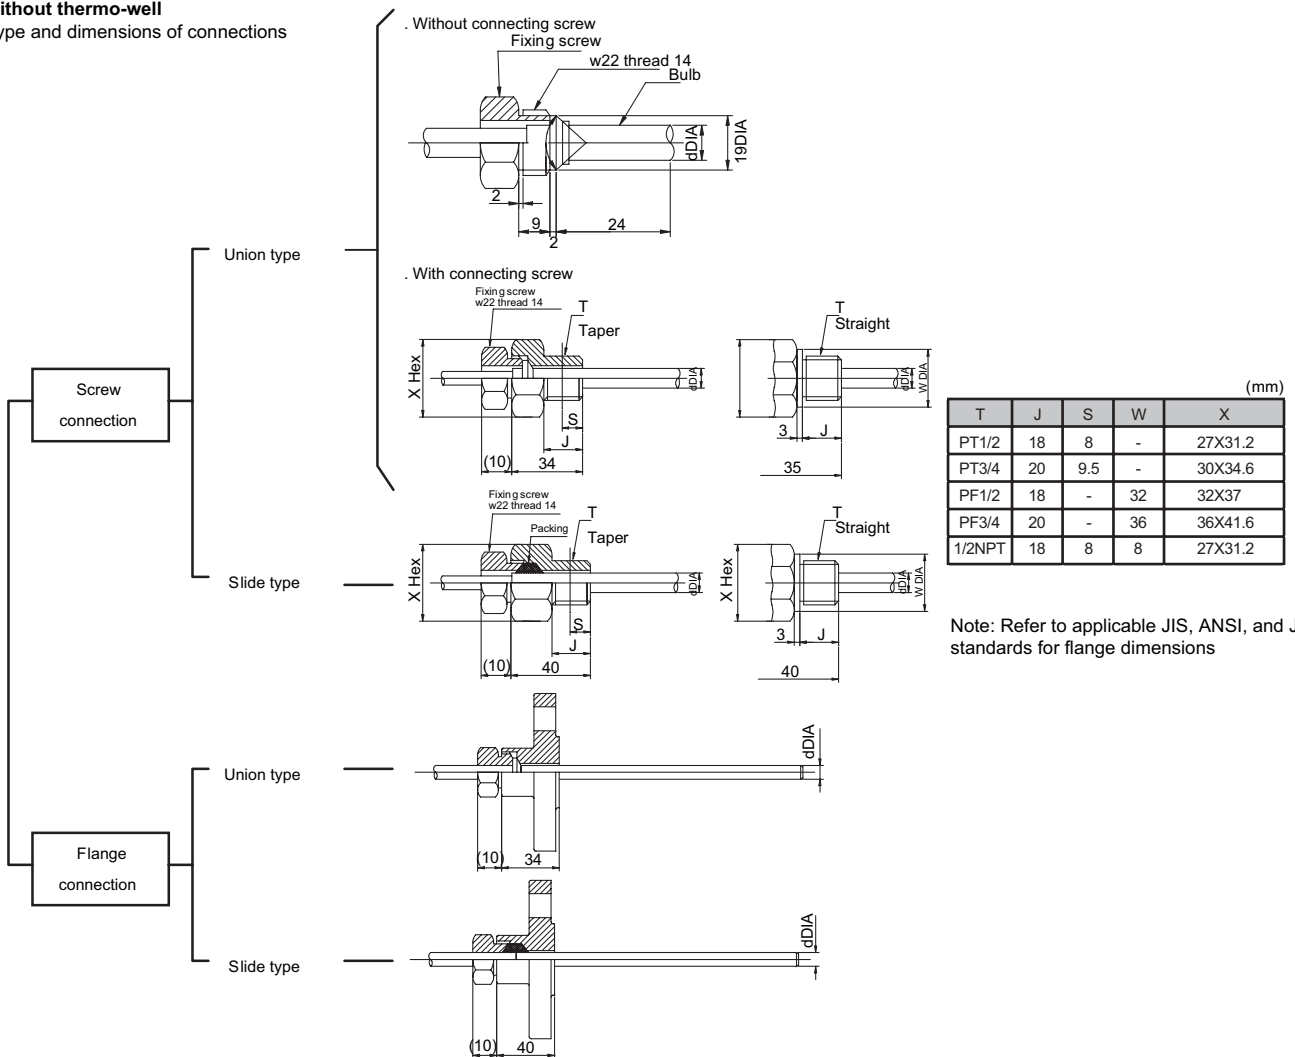 ithout thermo-well
ype and dimensions of connections
. Without connecting screw
Fixing screw
w22 thread 14
Bulb
dDIA
19DIA
2
9
2
24
Union type
. With connecting screw
Fixing screw
w22 thread 14
T
Taper
X Hex
dDIA
S
J
(10)
34
T
Straight
dDIA
W DIA
3
J
35
Screw
connection
(mm)
T J S W X
PT1/2 18 8 - 27X31.2
PT3/4 20 9.5 - 30X34.6
PF1/2 18 - 32 32X37
PF3/4 20 - 36 36X41.6
1/2NPT 18 8 8 27X31.2
Note: Refer to applicable JIS, ANSI, and J
standards for flange dimensions
Slide type
Fixing screw
w22 thread 14
Packing
T
Taper
X Hex
dDIA
S
J
(10)
40
T
Straight
X Hex
dDIA
W DIA
3
J
40
Union type
dDIA
(10)
34
Flange
connection
Slide type
dDIA
(10)
40